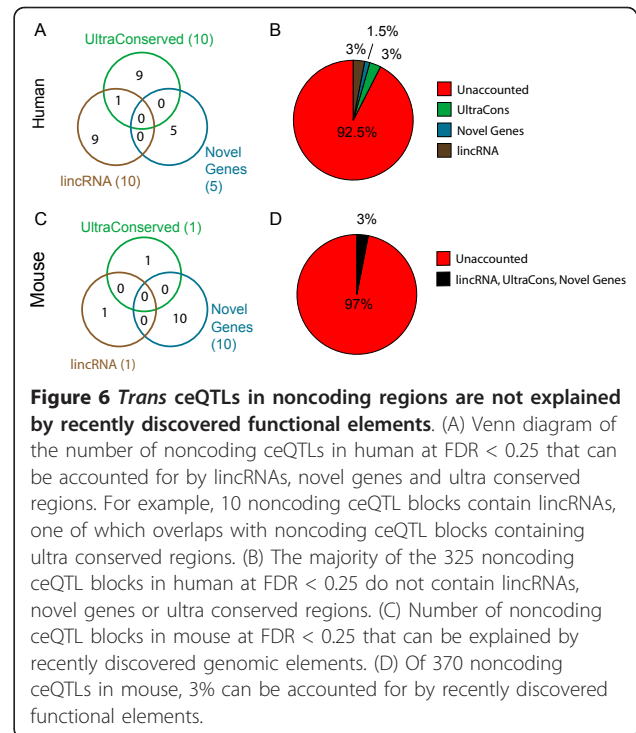 A
UltraConserved (10)
9
1
0
0
0
9
5
Novel
Genes
(5)
lincRNA (10)
Human
B
1.5%
3%
3%
92.5%
Unaccounted
UltraCons
Novel Genes
lincRNA
C
UltraConserved (1)
1
0
0
0
0
1
10
Novel
Genes
(10)
lincRNA (1)
Mouse
D
3%
97%
Unaccounted
lincRNA, UltraCons, Novel Genes
Figure 6 Trans ceQTLs in noncoding regions are not explained
by recently discovered functional elements. (A) Venn diagram of
the number of noncoding ceQTLs in human at FDR < 0.25 that can
be accounted for by lincRNAs, novel genes and ultra conserved
regions. For example, 10 noncoding ceQTL blocks contain lincRNAs,
one of which overlaps with noncoding ceQTL blocks containing
ultra conserved regions. (B) The majority of the 325 noncoding
ceQTL blocks in human at FDR < 0.25 do not contain lincRNAs,
novel genes or ultra conserved regions. (C) Number of noncoding
ceQTL blocks in mouse at FDR < 0.25 that can be explained by
recently discovered genomic elements. (D) Of 370 noncoding
ceQTLs in mouse, 3% can be accounted for by recently discovered
functional elements.